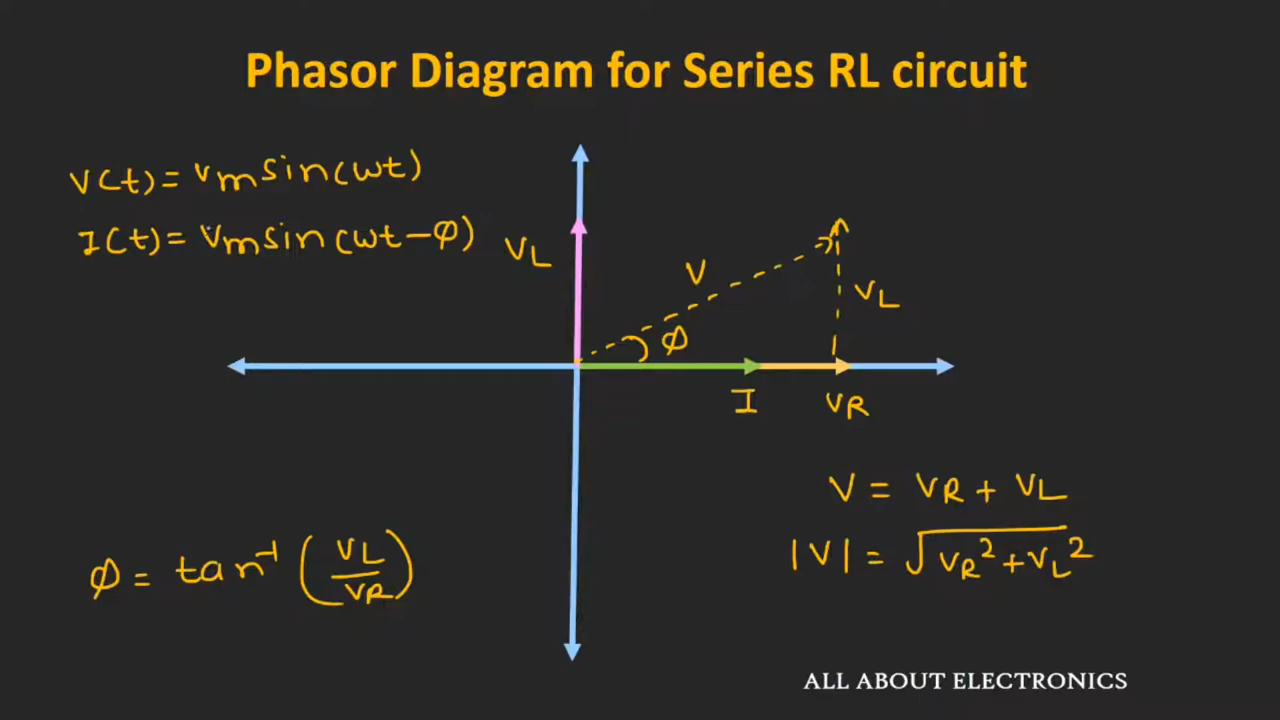 Phasor Diagram for Series RL circuit
V(t) = Vm sin(ωt)
I(t) = Vm sin(ωt-φ)
VL
V
VL
φ
I
VR
V = VR + VL
|V| = √VR²+VL²
φ = tan⁻¹ (VL/VR)
ALL ABOUT ELECTRONICS